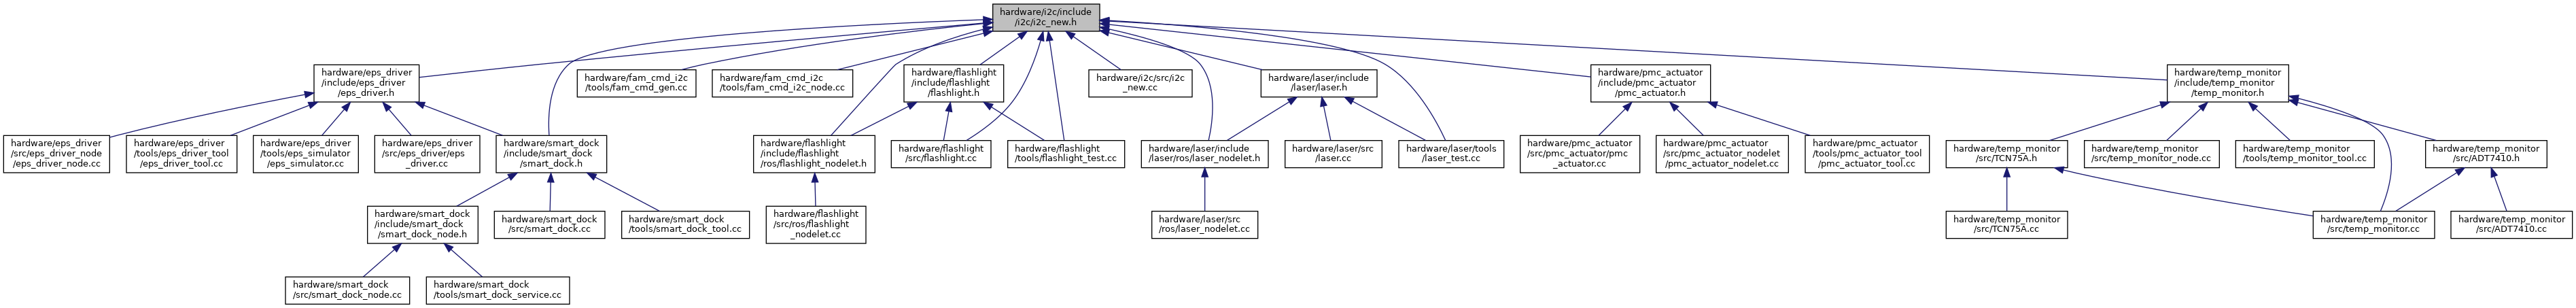 hardware/i2c/include
/i2c/i2c_new.h
hardware/eps_driver
/include/eps_driver
/eps_driver.h
hardware/fam_cmd_i2c
/tools/fam_cmd_gen.cc
hardware/fam_cmd_i2c
/tools/fam_cmd_i2c_node.cc
hardware/flashlight
/include/flashlight
/flashlight.h
hardware/i2c/src/i2c
_new.cc
hardware/laser/include
/laser/laser.h
hardware/pmc_actuator
/include/pmc_actuator
/pmc_actuator.h
hardware/temp_monitor
/include/temp_monitor
/temp_monitor.h
hardware/eps_driver
/src/eps_driver_node
/eps_driver_node.cc
hardware/eps_driver
/tools/eps_driver_tool
/eps_driver_tool.cc
hardware/eps_driver
/tools/eps_simulator
/eps_simulator.cc
hardware/eps_driver
/src/eps_driver/eps
_driver.cc
hardware/smart_dock
/include/smart_dock
/smart_dock.h
hardware/flashlight
/include/flashlight
/ros/flashlight_nodelet.h
hardware/flashlight
/src/flashlight.cc
hardware/flashlight
/tools/flashlight_test.cc
hardware/laser/include
/laser/ros/laser_nodelet.h
hardware/laser/src
/laser.cc
hardware/laser/tools
/laser_test.cc
hardware/pmc_actuator
/src/pmc_actuator/pmc
_actuator.cc
hardware/pmc_actuator
/src/pmc_actuator_nodelet
/pmc_actuator_nodelet.cc
hardware/pmc_actuator
/tools/pmc_actuator_tool
/pmc_actuator_tool.cc
hardware/temp_monitor
/src/TCN75A.h
hardware/temp_monitor
/src/temp_monitor_node.cc
hardware/temp_monitor
/tools/temp_monitor_tool.cc
hardware/temp_monitor
/src/ADT7410.h
hardware/smart_dock
/include/smart_dock
/smart_dock_node.h
hardware/smart_dock
/src/smart_dock.cc
hardware/smart_dock
/tools/smart_dock_tool.cc
hardware/flashlight
/src/ros/flashlight
_nodelet.cc
hardware/laser/src
/ros/laser_nodelet.cc
hardware/temp_monitor
/src/TCN75A.cc
hardware/temp_monitor
/src/temp_monitor.cc
hardware/temp_monitor
/src/ADT7410.cc
hardware/smart_dock
/src/smart_dock_node.cc
hardware/smart_dock
/tools/smart_dock_service.cc